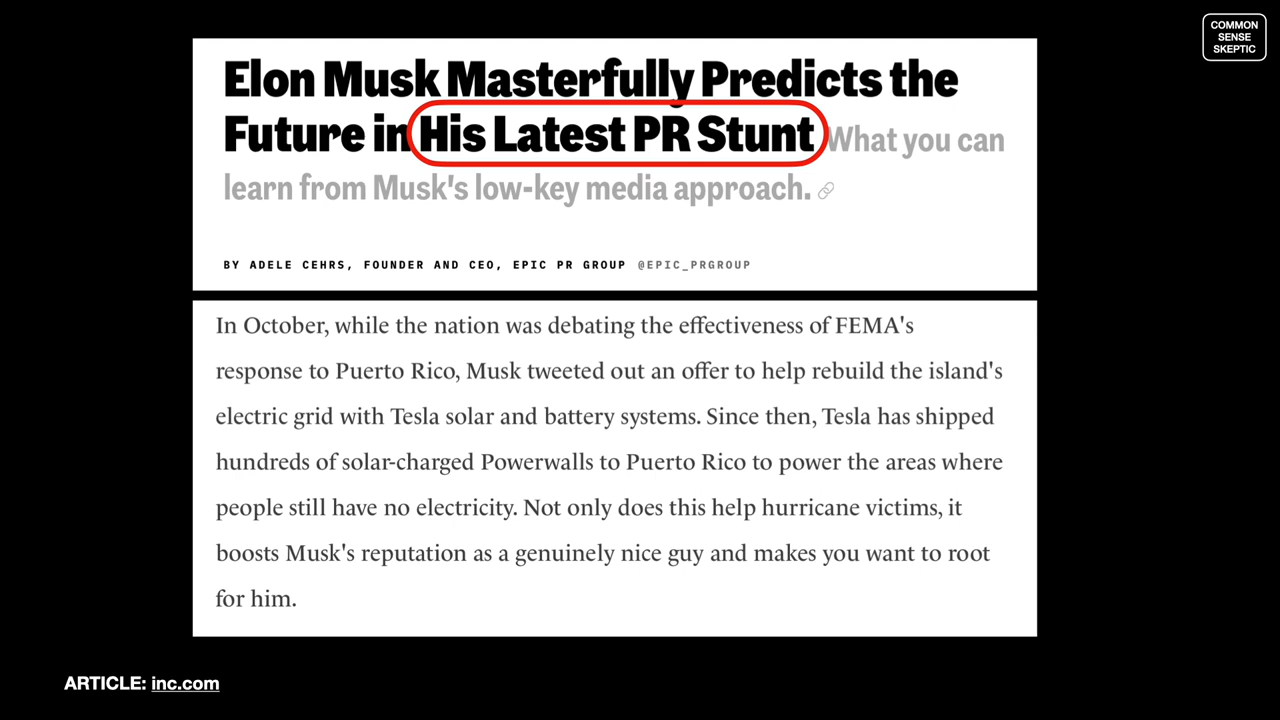 COMMON
SENSE
SKEPTIC
Elon Musk Masterfully Predicts the
Future in His Latest PR Stunt What you can
learn from Musk's low-key media approach.
BY ADELE CEHRS, FOUNDER AND CEO, EPIC PR GROUP @EPIC_PRGROUP
In October, while the nation was debating the effectiveness of FEMA's
response to Puerto Rico, Musk tweeted out an offer to help rebuild the island's
electric grid with Tesla solar and battery systems. Since then, Tesla has shipped
hundreds of solar-charged Powerwalls to Puerto Rico to power the areas where
people still have no electricity. Not only does this help hurricane victims, it
boosts Musk's reputation as a genuinely nice guy and makes you want to root
for him.
ARTICLE: inc.com